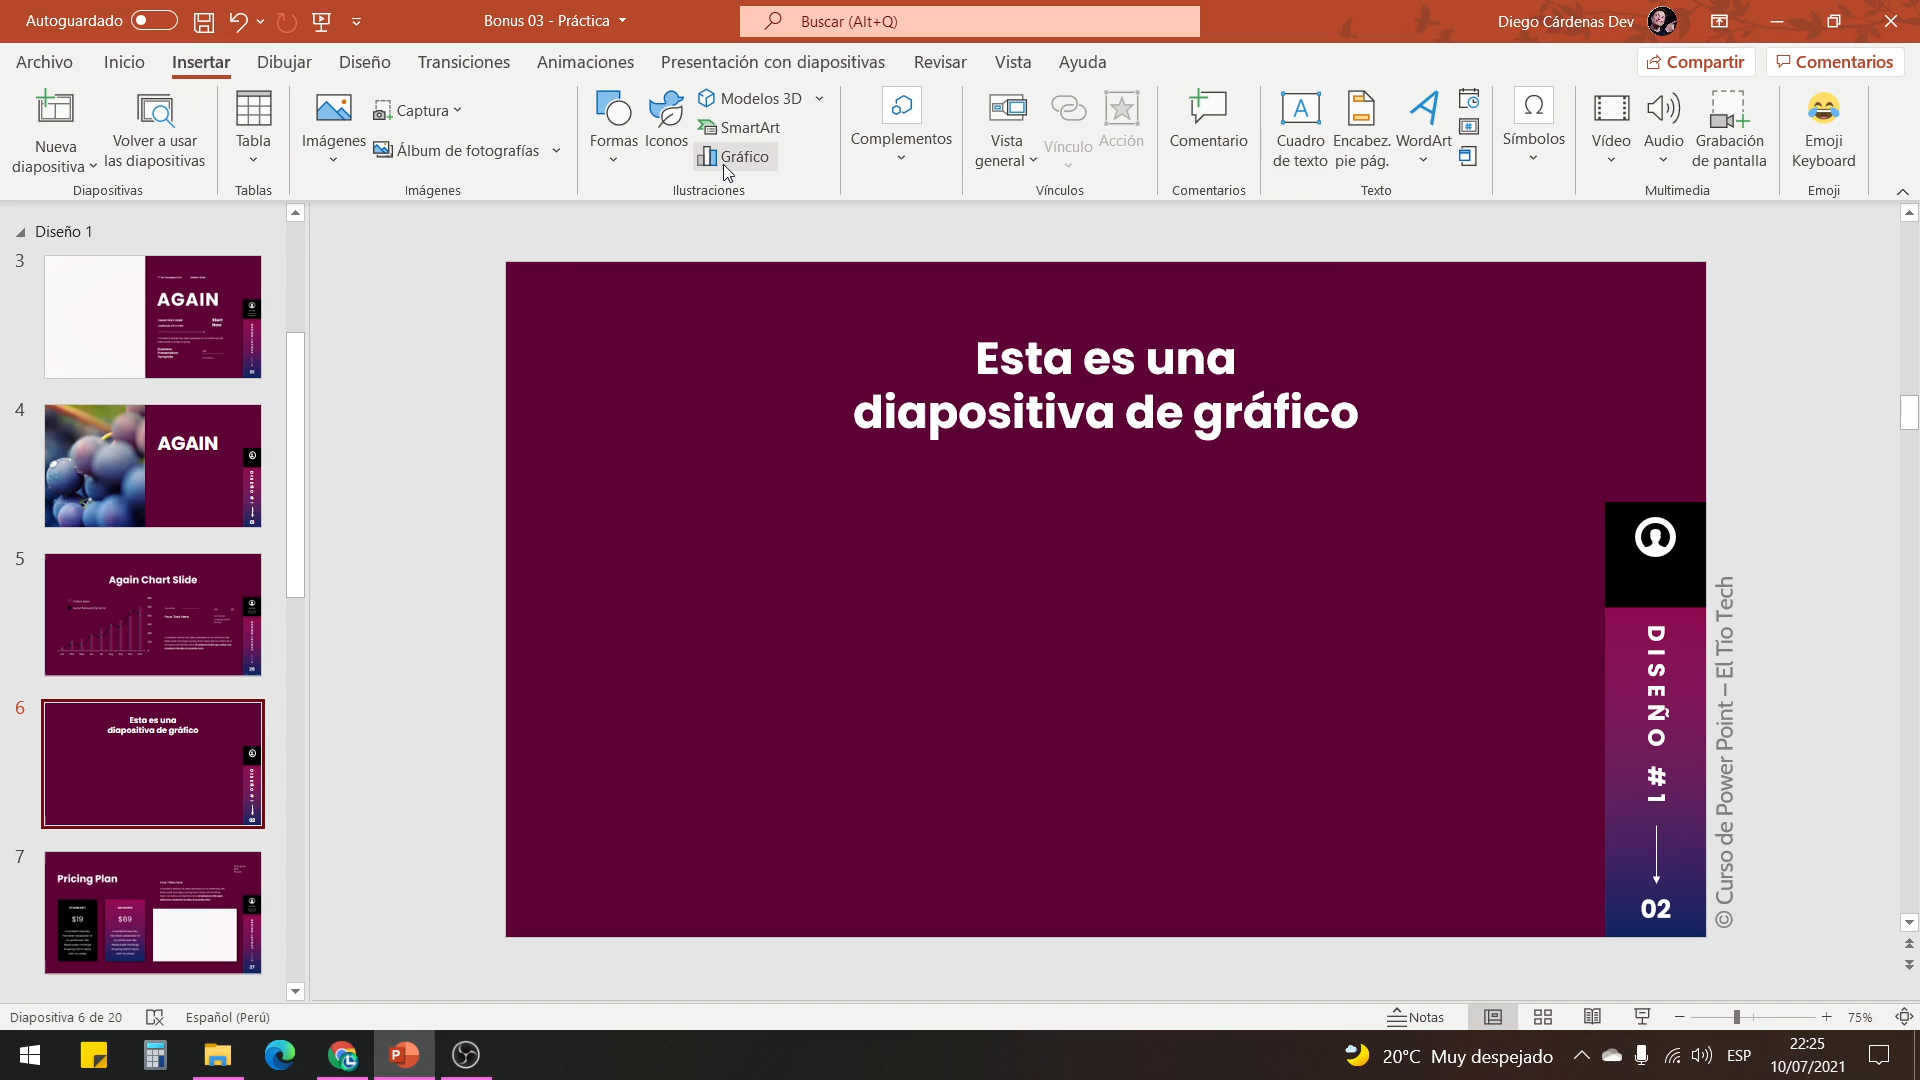 Autoguardado
Bonus 03 - Práctica
Buscar (Alt+Q)
Diego Cárdenas Dev
Archivo
Inicio
Insertar
Dibujar
Diseño
Transiciones
Animaciones
Presentación con diapositivas
Revisar
Vista
Ayuda
Compartir
Comentarios
Nueva
diapositiva
Volver a usar
las diapositivas
Diapositivas
Tabla
Tablas
Imágenes
Captura
Álbum de fotografías
Imágenes
Formas
Iconos
Modelos 3D
SmartArt
Gráfico
Ilustraciones
Complementos
Vista
general
Vínculo
Acción
Vínculos
Comentario
Comentarios
Cuadro
de texto
Encabez.
pie pág.
WordArt
Texto
Símbolos
Vídeo
Audio
Grabación
de pantalla
Multimedia
Emoji
Keyboard
Emoji
Diseño 1
3
AGAIN
4
AGAIN
5
Again Chart Slide
6
Esta es una
diapositiva de gráfico
7
Pricing Plan
$19
$69
Esta es una
diapositiva de gráfico
DISEÑO #1
02
© Curso de Power Point – El Tío Tech
Diapositiva 6 de 20
Español (Perú)
Notas
75%
20°C Muy despejado
ESP
22:25
10/07/2021